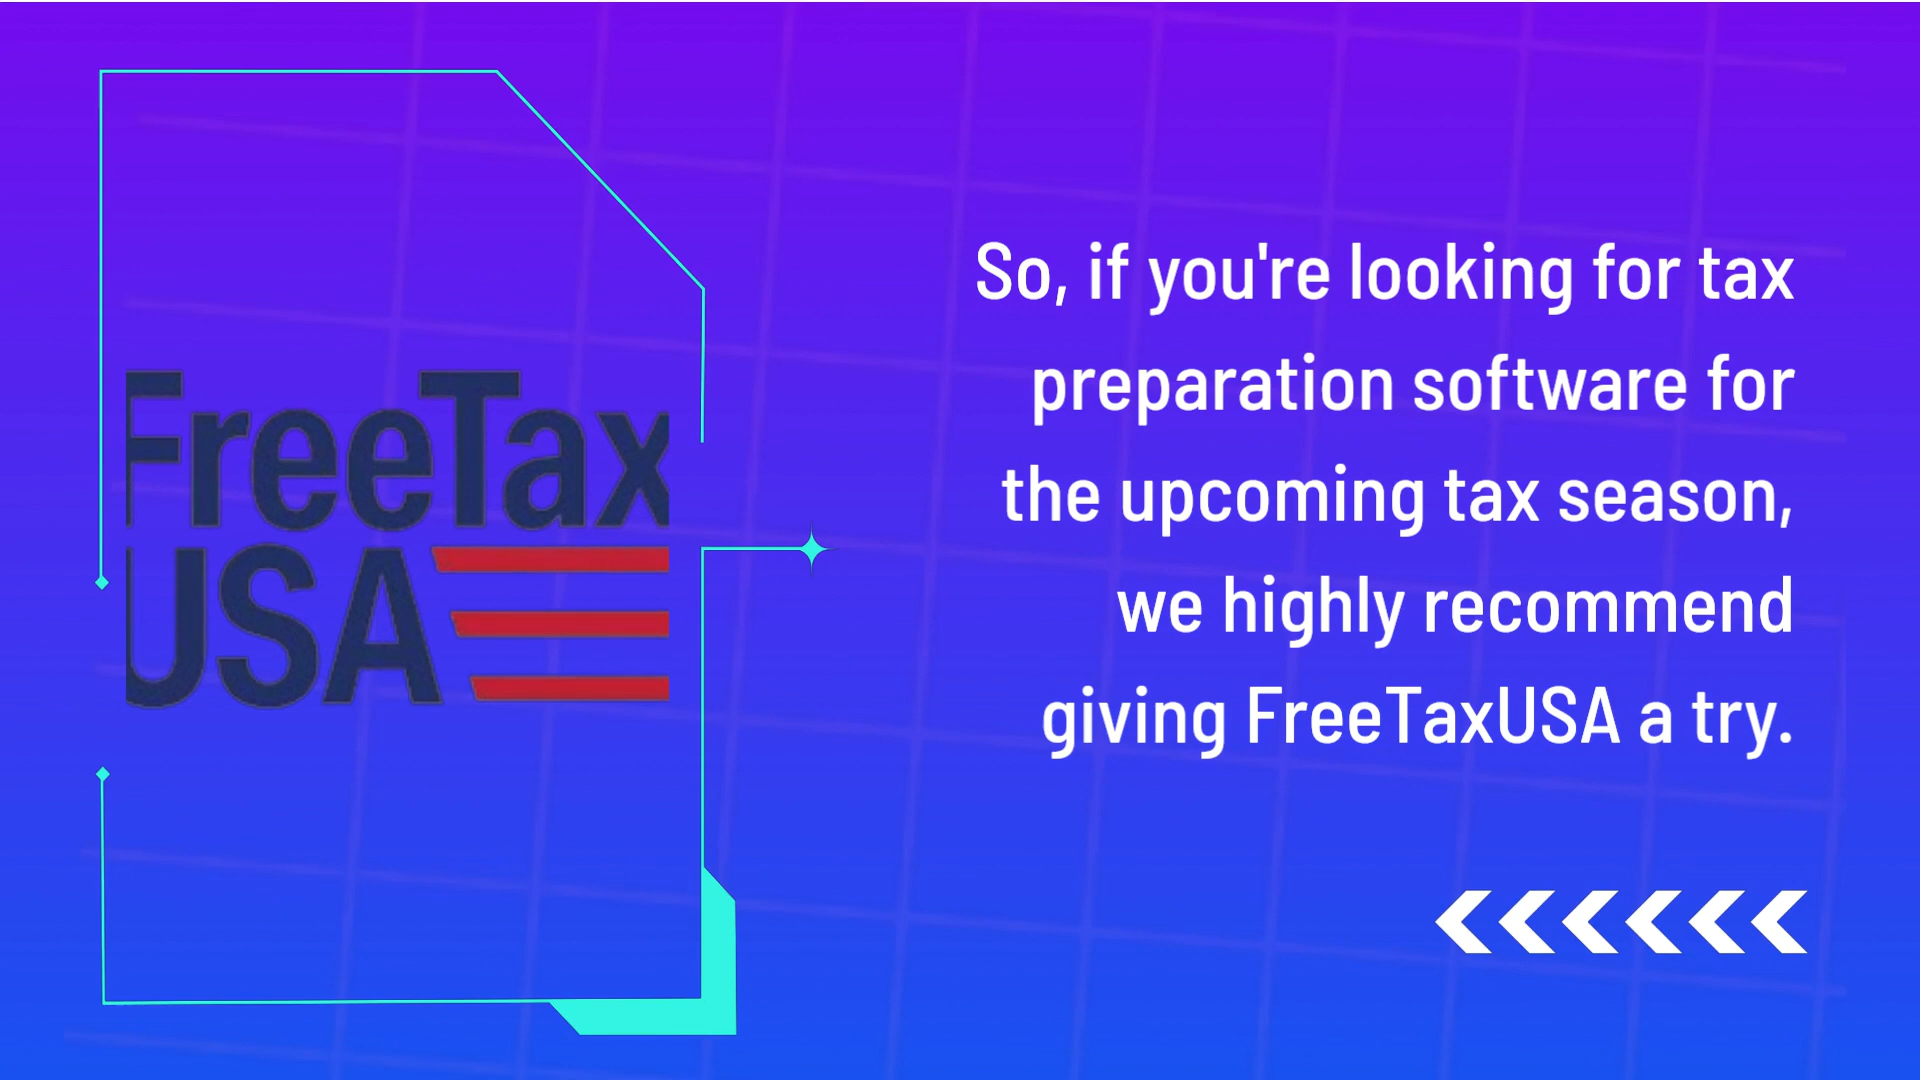 FreeTax
USA
So, if you're looking for tax
preparation software for
the upcoming tax season,
we highly recommend
giving FreeTaxUSA a try.